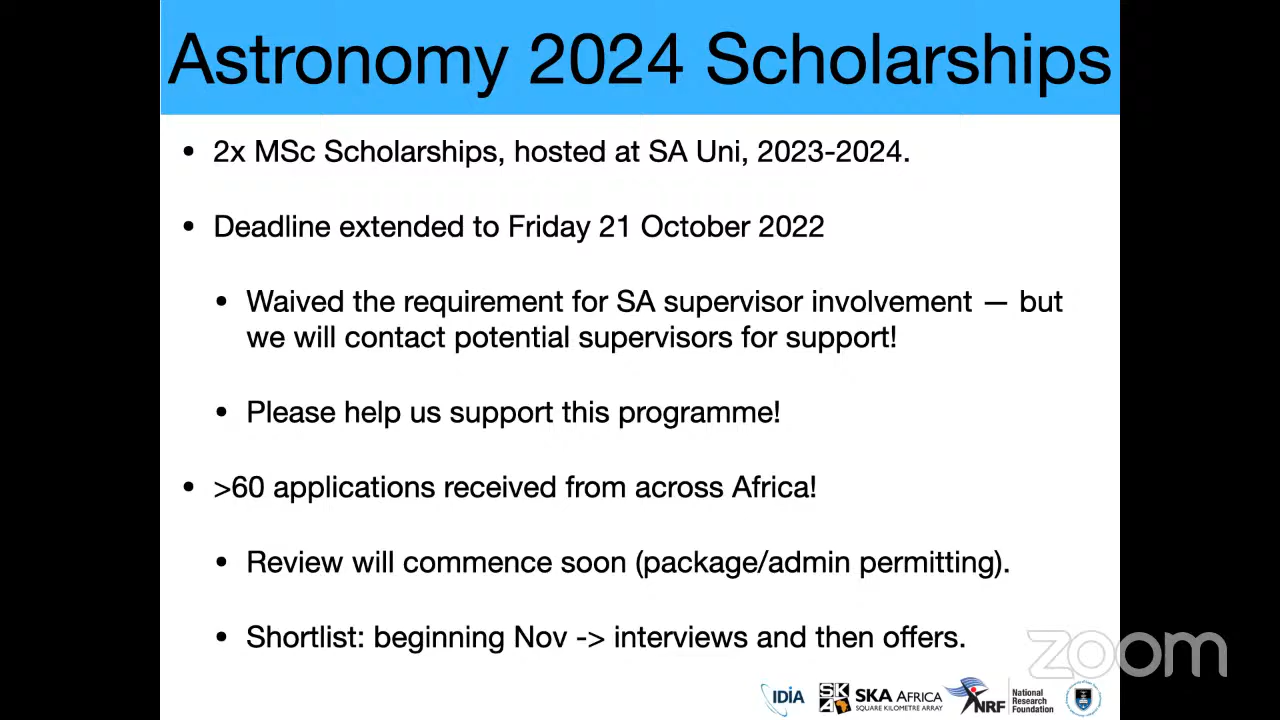 Astronomy 2024 Scholarships
• 2x MSc Scholarships, hosted at SA Uni, 2023-2024.
• Deadline extended to Friday 21 October 2022
• Waived the requirement for SA supervisor involvement — but
we will contact potential supervisors for support!
• Please help us support this programme!
• >60 applications received from across Africa!
• Review will commence soon (package/admin permitting).
• Shortlist: beginning Nov -> interviews and then offers.
zoom
IDIA
SKA
SKA AFRICA
SQUARE KILOMETRE ARRAY
NRF
National
Research
Foundation